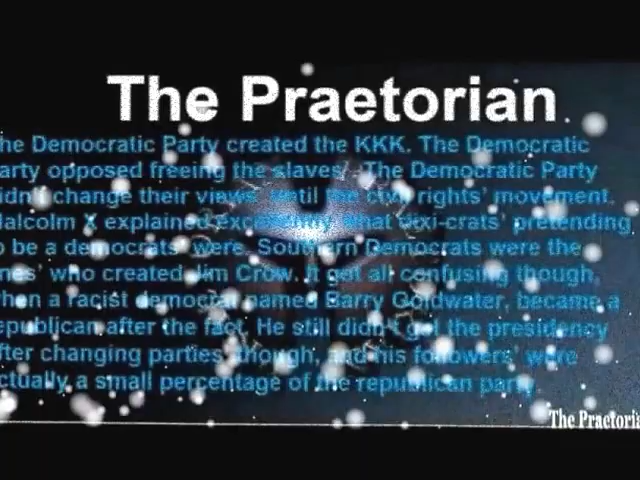 The Praetorian
he Democratic Party created the KKK. The Democratic
arty opposed freeing the slaves'. The Democratic Party
idn't change their views, until the civil rights' movement.
alcolm X explained excellently what dixi-crats' pretending
o be a democrats' were. Southern Democrats were the
nes' who created Jim Crow. It get all confusing though,
hen a racist democrat named Barry Goldwater, became a
epublican after the fact. He still didn't get the presidency
fter changing parties' though, and his followers' were
ctually a small percentage of the republican party
The Praetoria